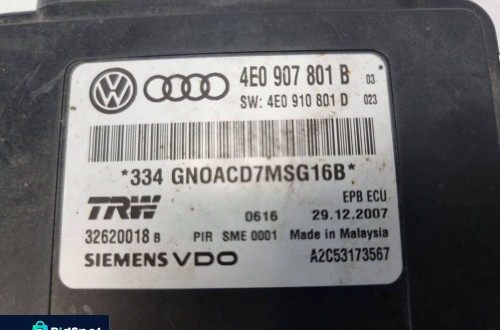 4E0 907 801 B 03
SW: 4E0 910 801 D 023
*334 GN0ACD7MSG16B*
EPB ECU
TRW 0616 29.12.2007
32620018 B PIR SME 0001 Made in Malaysia
SIEMENS VDO A2C53173567